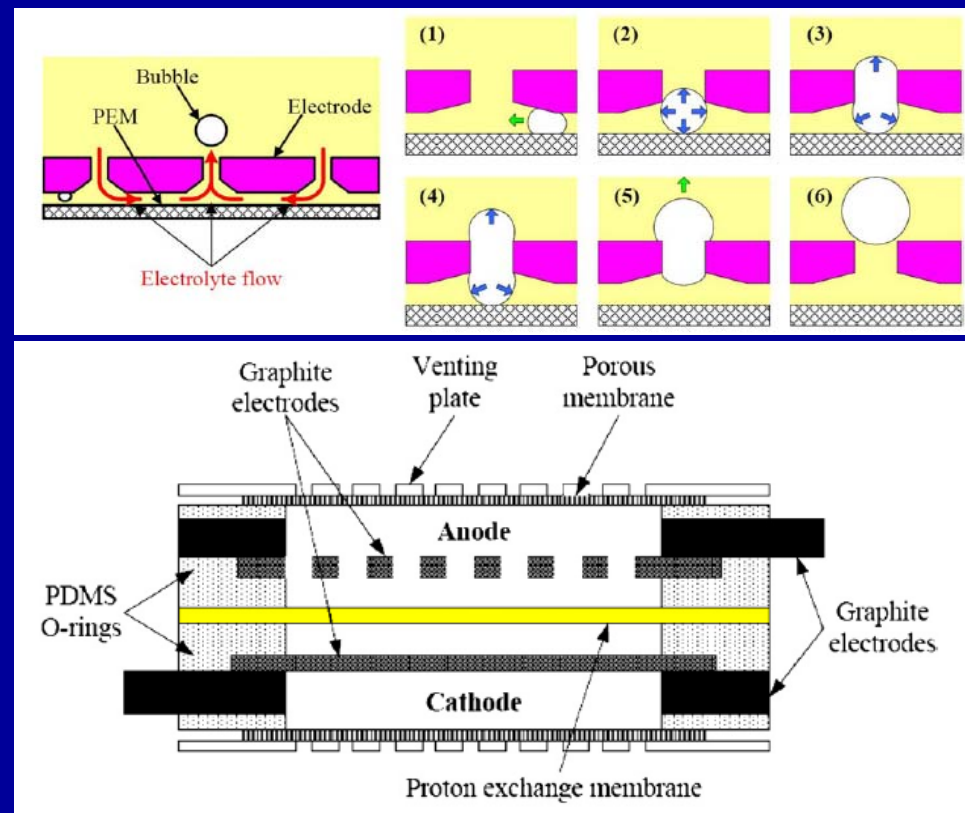 Bubble
PEM
Electrode
Electrolyte flow
(1)
(2)
(3)
(4)
(5)
(6)
Graphite
electrodes
Venting
plate
Porous
membrane
Anode
PDMS
O-rings
Graphite
electrodes
Cathode
Proton exchange membrane